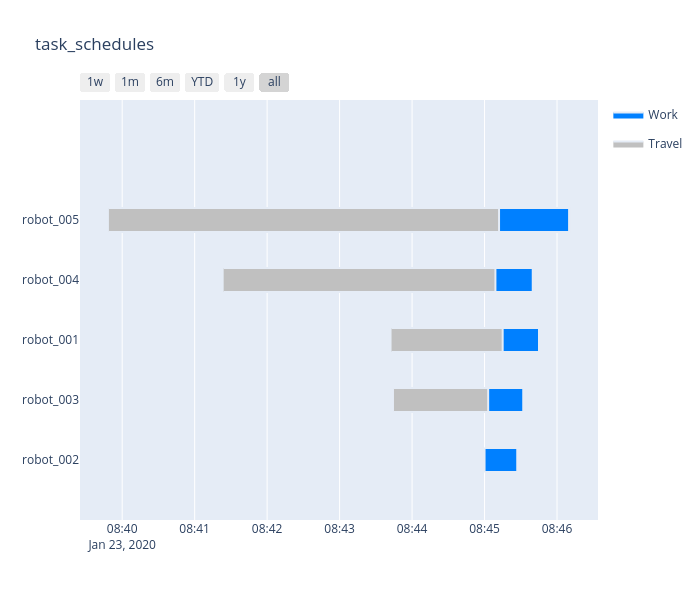 task_schedules
1w 1m 6m YTD 1y all
Work
Travel
robot_005
robot_004
robot_001
robot_003
robot_002
08:40 08:41 08:42 08:43 08:44 08:45 08:46
Jan 23, 2020